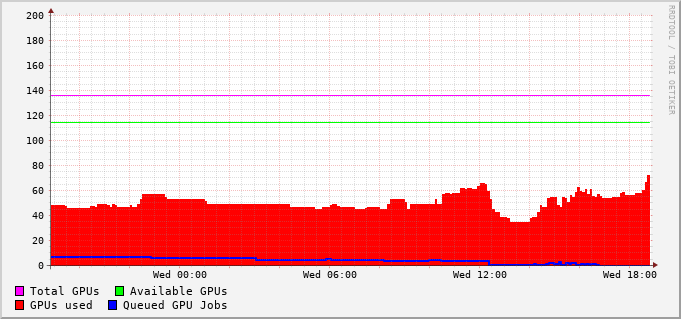 200
180
160
140
120
100
80
60
40
20
0
Wed 00:00 Wed 06:00 Wed 12:00 Wed 18:00
Total GPUs Available GPUs
GPUs used Queued GPU Jobs
RRDTOOL / TOBI OETIKER